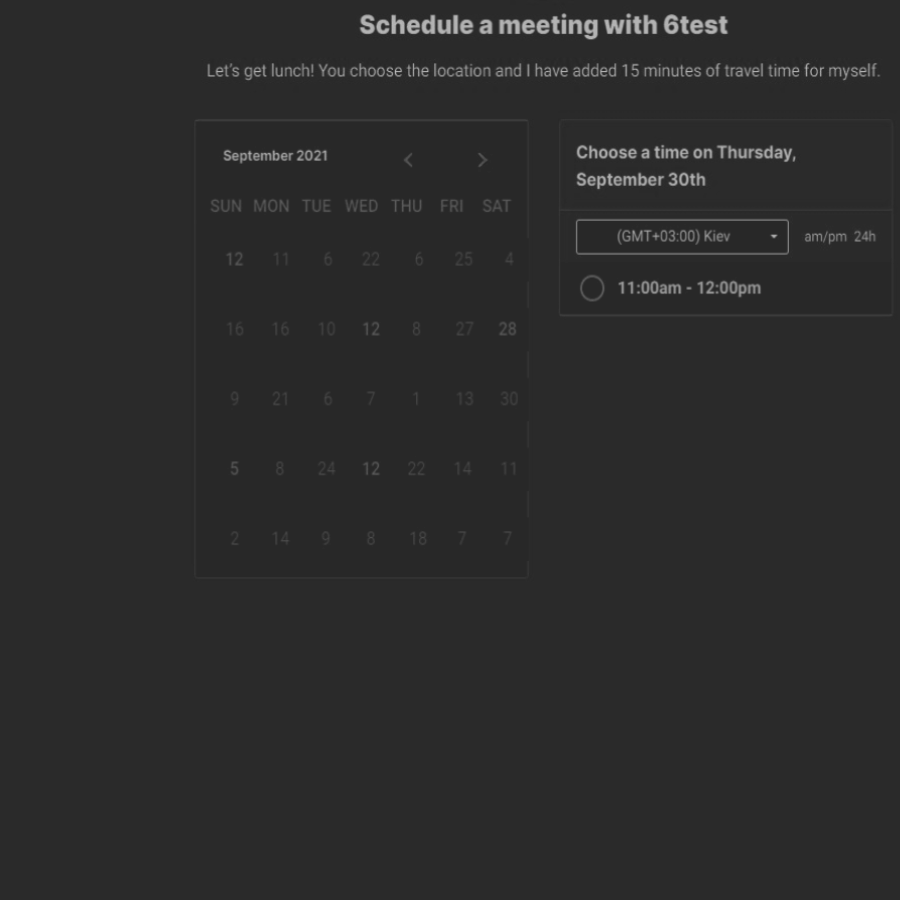 Schedule a meeting with 6test
Let's get lunch! You choose the location and I have added 15 minutes of travel time for myself.
September 2021
SUN MON TUE WED THU FRI SAT
12 11 6 22 6 25 4
16 16 10 12 8 27 28
9 21 6 7 1 13 30
5 8 24 12 22 14 11
2 14 9 8 18 7 7
Choose a time on Thursday,
September 30th
(GMT+03:00) Kiev am/pm 24h
11:00am - 12:00pm